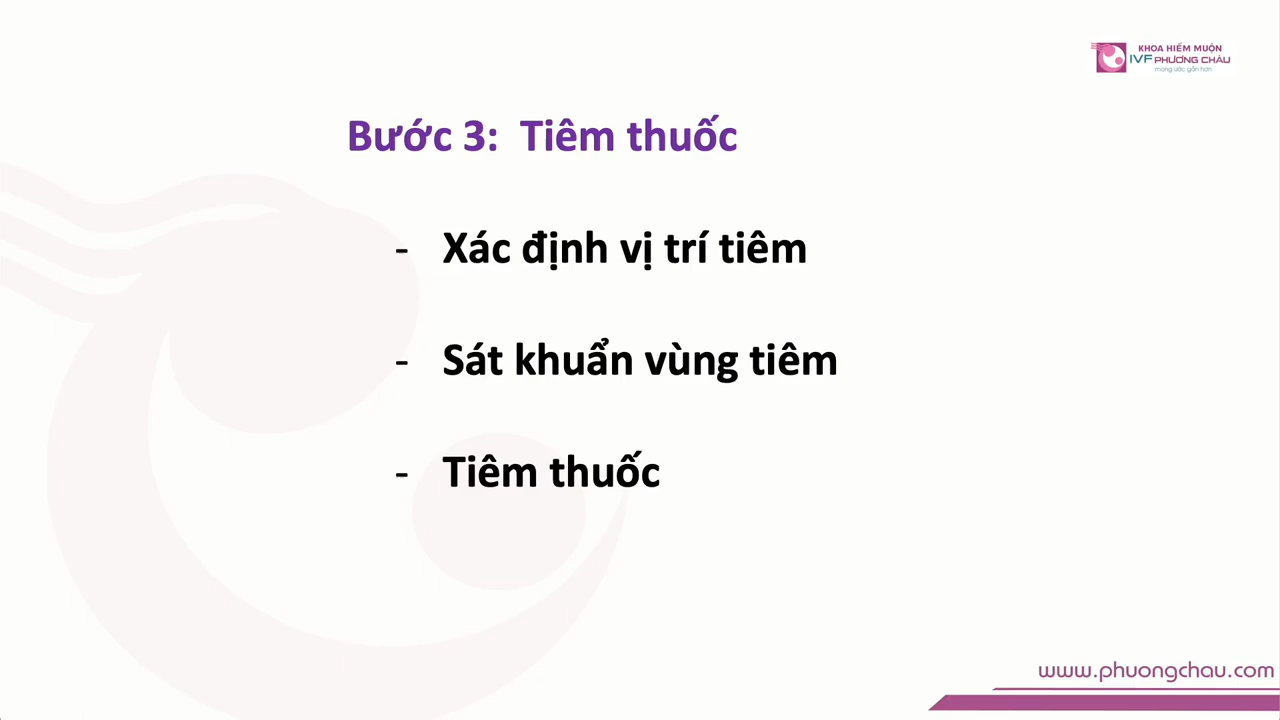 KHOA HIẾM MUỘN
IVF PHƯƠNG CHÂU
mong ước gần hơn
Bước 3: Tiêm thuốc
- Xác định vị trí tiêm
- Sát khuẩn vùng tiêm
- Tiêm thuốc
www.phuongchau.com